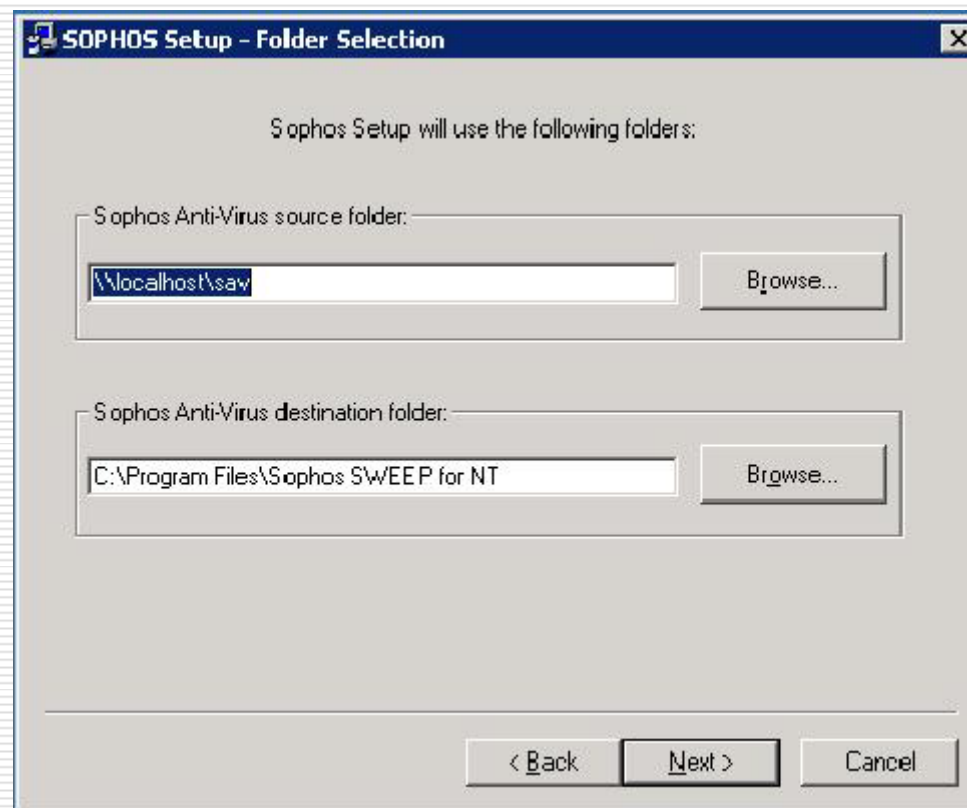 SOPHOS Setup - Folder Selection
Sophos Setup will use the following folders:
Sophos Anti-Virus source folder:
\\localhost\sav
Browse...
Sophos Anti-Virus destination folder:
C:\Program Files\Sophos SWEEP for NT
Browse...
< Back Next > Cancel